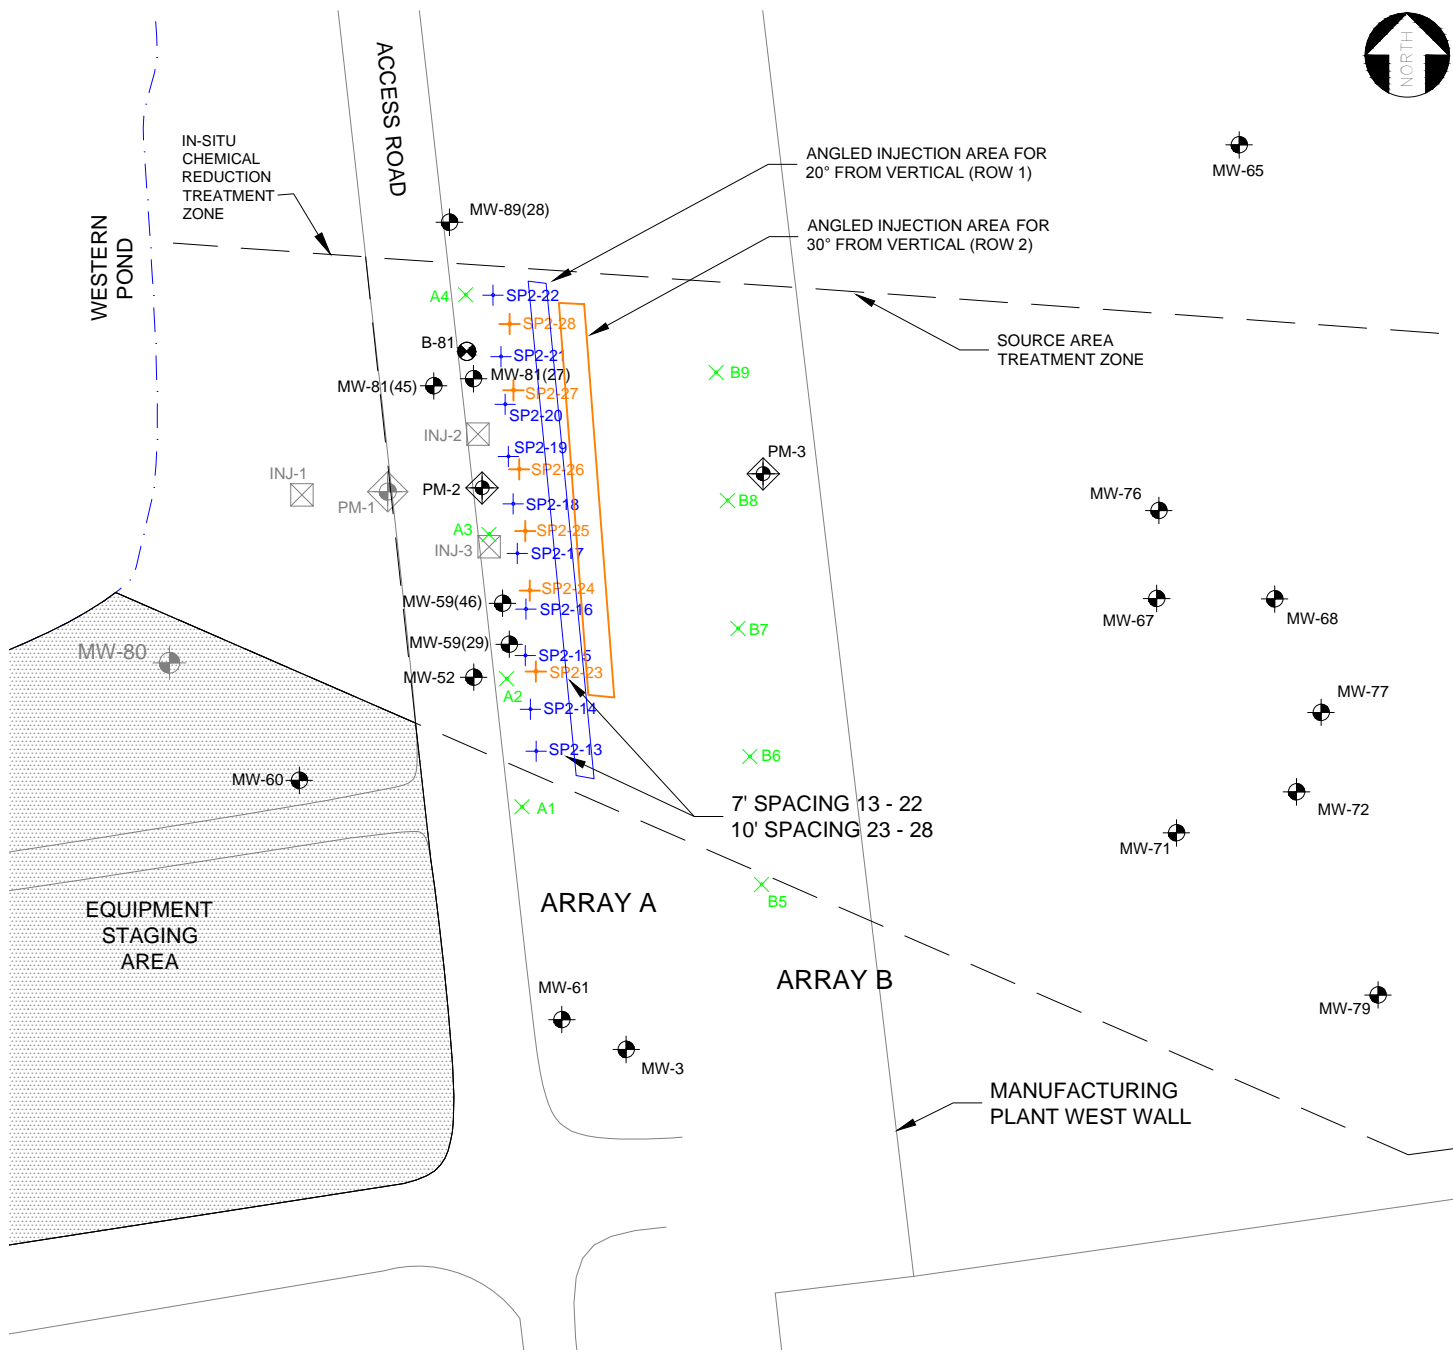 NORTH
ACCESS ROAD
IN-SITU
CHEMICAL
REDUCTION
TREATMENT
ZONE
WESTERN
POND
ANGLED INJECTION AREA FOR
20° FROM VERTICAL (ROW 1)
MW-65
MW-89(28)
ANGLED INJECTION AREA FOR
30° FROM VERTICAL (ROW 2)
A4
SP2-22
SP2-28
B-81
SP2-21
SOURCE AREA
TREATMENT ZONE
MW-81(45)
MW-81(27)
B9
SP2-27
SP2-20
INJ-2
SP2-19
PM-3
INJ-1
SP2-26
PM-1
PM-2
SP2-18
B8
MW-76
A3
SP2-25
INJ-3
SP2-17
SP2-24
MW-59(46)
SP2-16
MW-67
MW-68
B7
MW-59(29)
SP2-15
MW-80
MW-52
SP2-23
A2
SP2-14
MW-77
SP2-13
B6
MW-60
A1
7' SPACING 13 - 22
10' SPACING 23 - 28
MW-72
MW-71
B5
EQUIPMENT
STAGING
AREA
ARRAY A
ARRAY B
MW-61
MW-79
MW-3
MANUFACTURING
PLANT WEST WALL